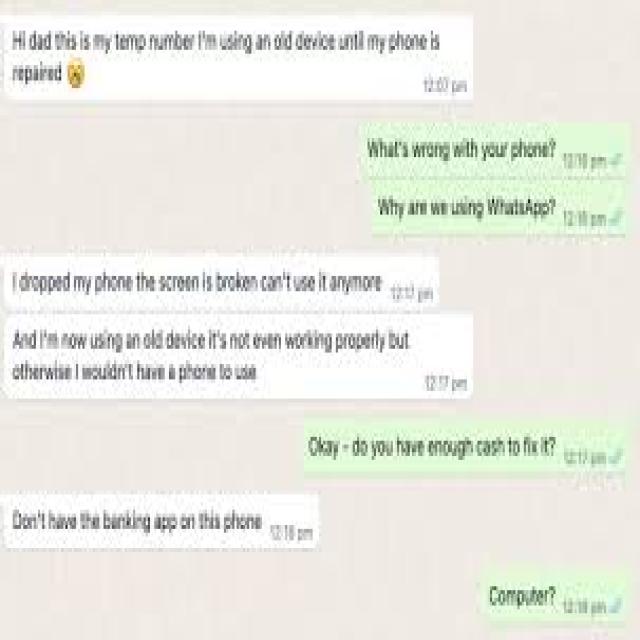 Hi dad this is my temp number I'm using an old device until my phone is
repaired 😢
12:07 pm
What's wrong with your phone? 12:16 pm
Why are we using WhatsApp? 12:16 pm
I dropped my phone the screen is broken can't use it anymore 12:17 pm
And I'm now using an old device it's not even working properly but
otherwise I wouldn't have a phone to use
12:17 pm
Okay - do you have enough cash to fix it? 12:17 pm
Don't have the banking app on this phone 12:18 pm
Computer? 12:18 pm